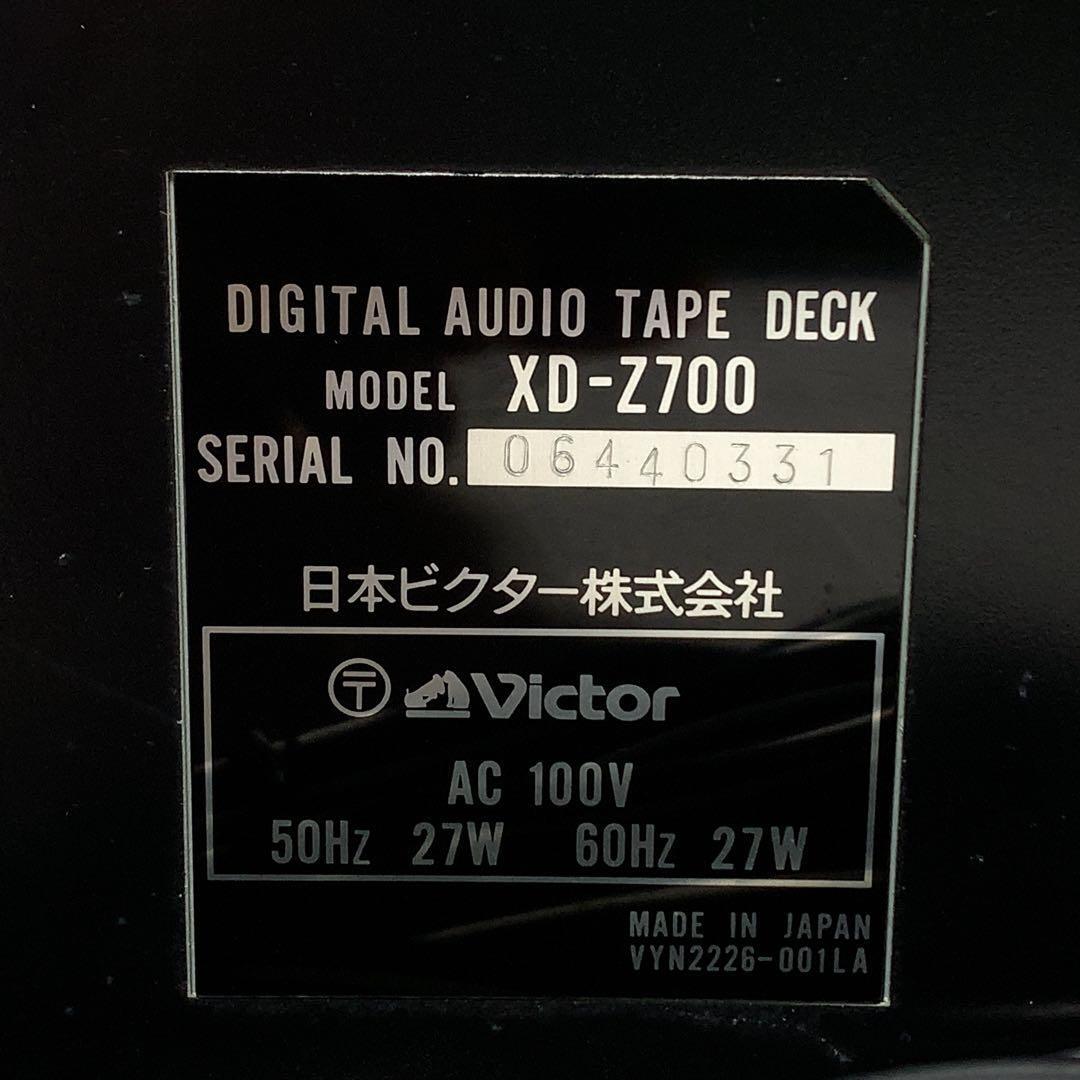 DIGITAL AUDIO TAPE DECK
MODEL XD-Z700
SERIAL NO. 06440331
日本ビクター株式会社
〒 Victor
AC 100V
50Hz 27W 60Hz 27W
MADE IN JAPAN
VYN2226-001LA